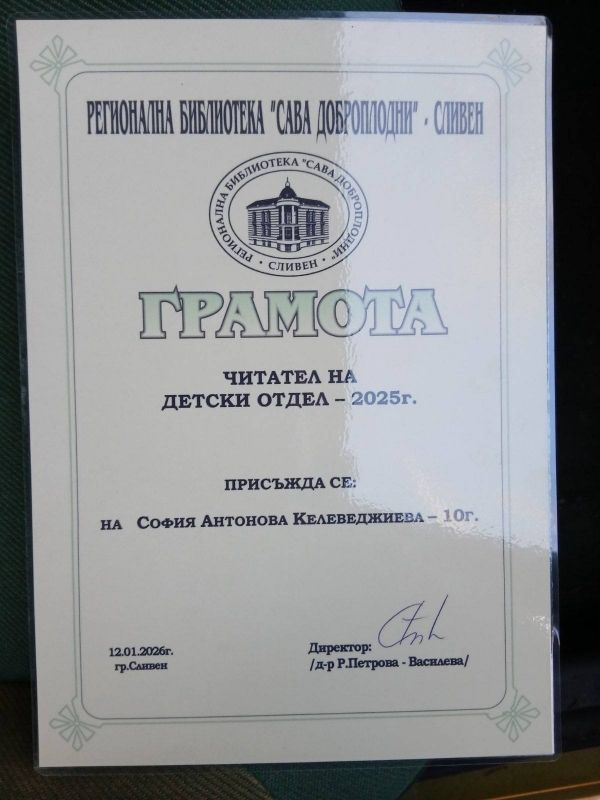 РЕГИОНАЛНА БИБЛИОТЕКА "САВА ДОБРОПЛОДНИ" - СЛИВЕН
РЕГИОНАЛНА БИБЛИОТЕКА "САВА ДОБРОПЛОДНИ"
· СЛИВЕН ·
ГРАМОТА
ЧИТАТЕЛ НА
ДЕТСКИ ОТДЕЛ – 2025г.
ПРИСЪЖДА СЕ:
НА СОФИЯ АНТОНОВА КЕЛЕВЕДЖИЕВА – 10г.
12.01.2026г.
гр.Сливен
Директор:
/д-р Р.Петрова - Василева/